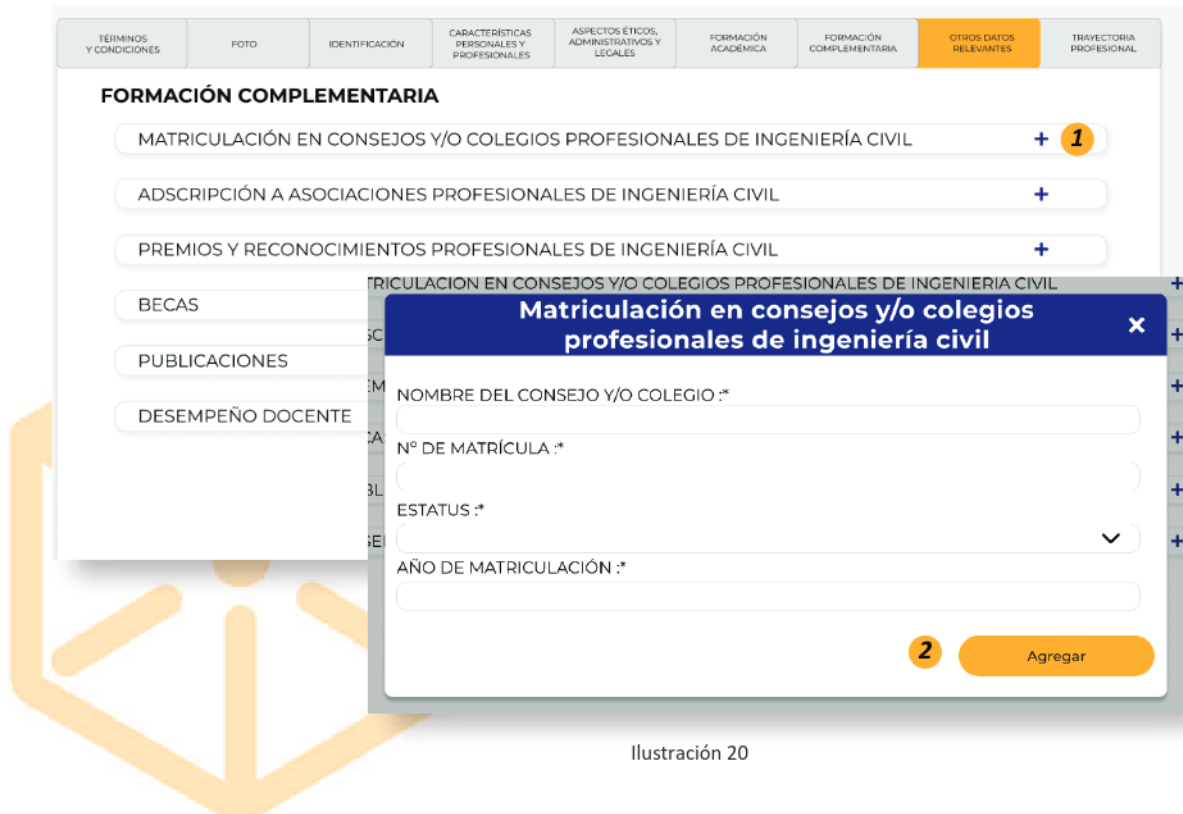 TÉRMINOS
Y CONDICIONES
FOTO
IDENTIFICACIÓN
CARACTERÍSTICAS
PERSONALES Y
PROFESIONALES
ASPECTOS ÉTICOS,
ADMINISTRATIVOS Y
LEGALES
FORMACIÓN
ACADÉMICA
FORMACIÓN
COMPLEMENTARIA
OTROS DATOS
RELEVANTES
TRAYECTORIA
PROFESIONAL
FORMACIÓN COMPLEMENTARIA
MATRICULACIÓN EN CONSEJOS Y/O COLEGIOS PROFESIONALES DE INGENIERÍA CIVIL + 1
ADSCRIPCIÓN A ASOCIACIONES PROFESIONALES DE INGENIERÍA CIVIL +
PREMIOS Y RECONOCIMIENTOS PROFESIONALES DE INGENIERÍA CIVIL +
BECAS
PUBLICACIONES
DESEMPEÑO DOCENTE
TRICULACIÓN EN CONSEJOS Y/O COLEGIOS PROFESIONALES DE INGENIERÍA CIVIL +
Matriculación en consejos y/o colegios
profesionales de ingeniería civil
NOMBRE DEL CONSEJO Y/O COLEGIO :*
Nº DE MATRÍCULA :*
ESTATUS :*
AÑO DE MATRICULACIÓN :*
2 Agregar
Ilustración 20